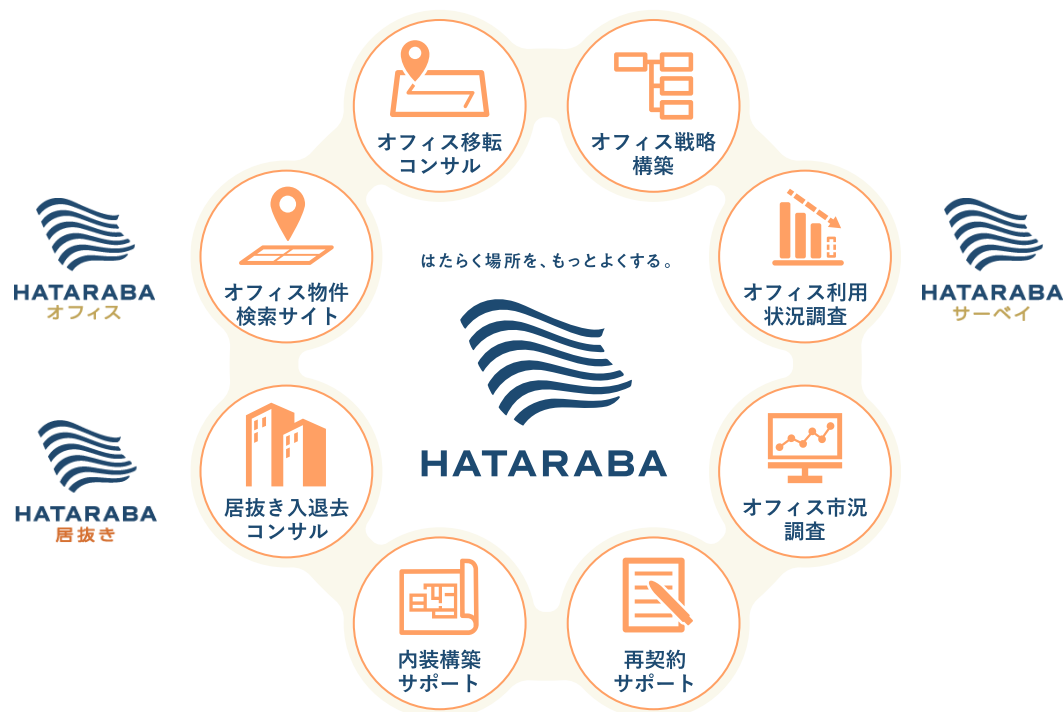 オフィス移転
コンサル
オフィス戦略
構築
オフィス物件
検索サイト
オフィス利用
状況調査
HATARABA
オフィス
HATARABA
サーベイ
はたらく場所を、もっとよくする。
HATARABA
居抜き入退去
コンサル
オフィス市況
調査
HATARABA
居抜き
内装構築
サポート
再契約
サポート